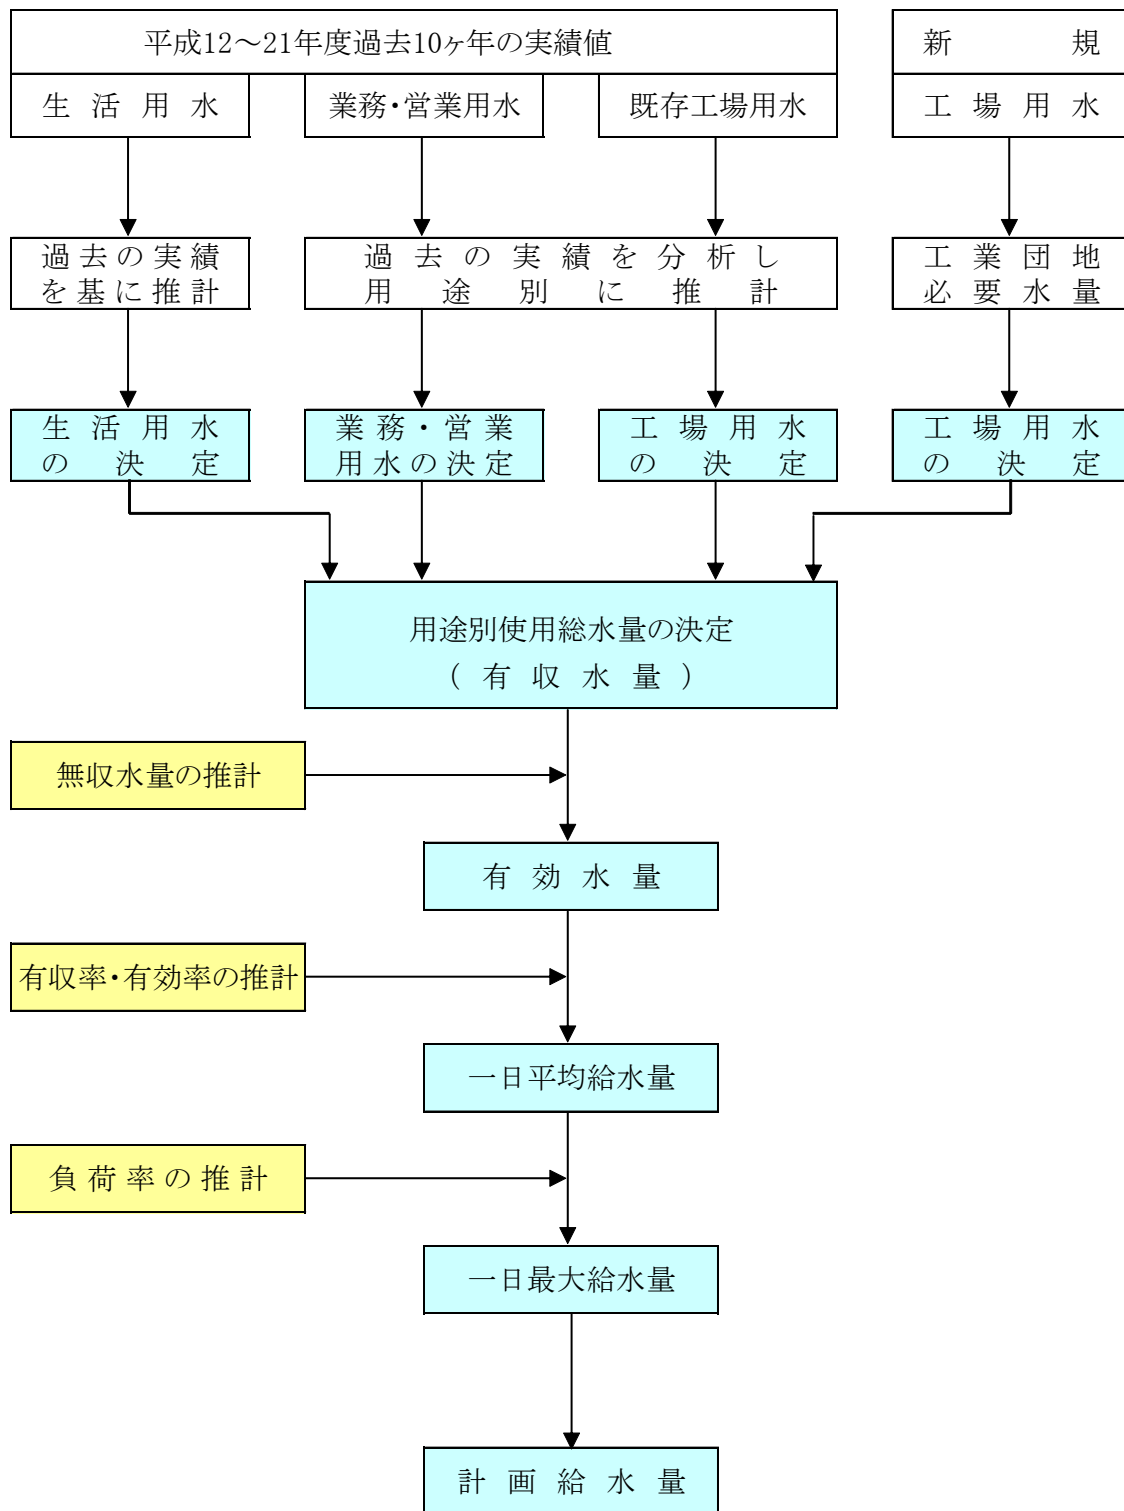 平成12～21年度過去10ヶ年の実績値
新規
生活用水
業務・営業用水
既存工場用水
工場用水
過去の実績
を基に推計
過去の実績を分析し
用途別に推計
工業団地
必要水量
生活用水
の決定
業務・営業
用水の決定
工場用水
の決定
工場用水
の決定
用途別使用総水量の決定
(有収水量)
無収水量の推計
有効水量
有収率・有効率の推計
一日平均給水量
負荷率の推計
一日最大給水量
計画給水量